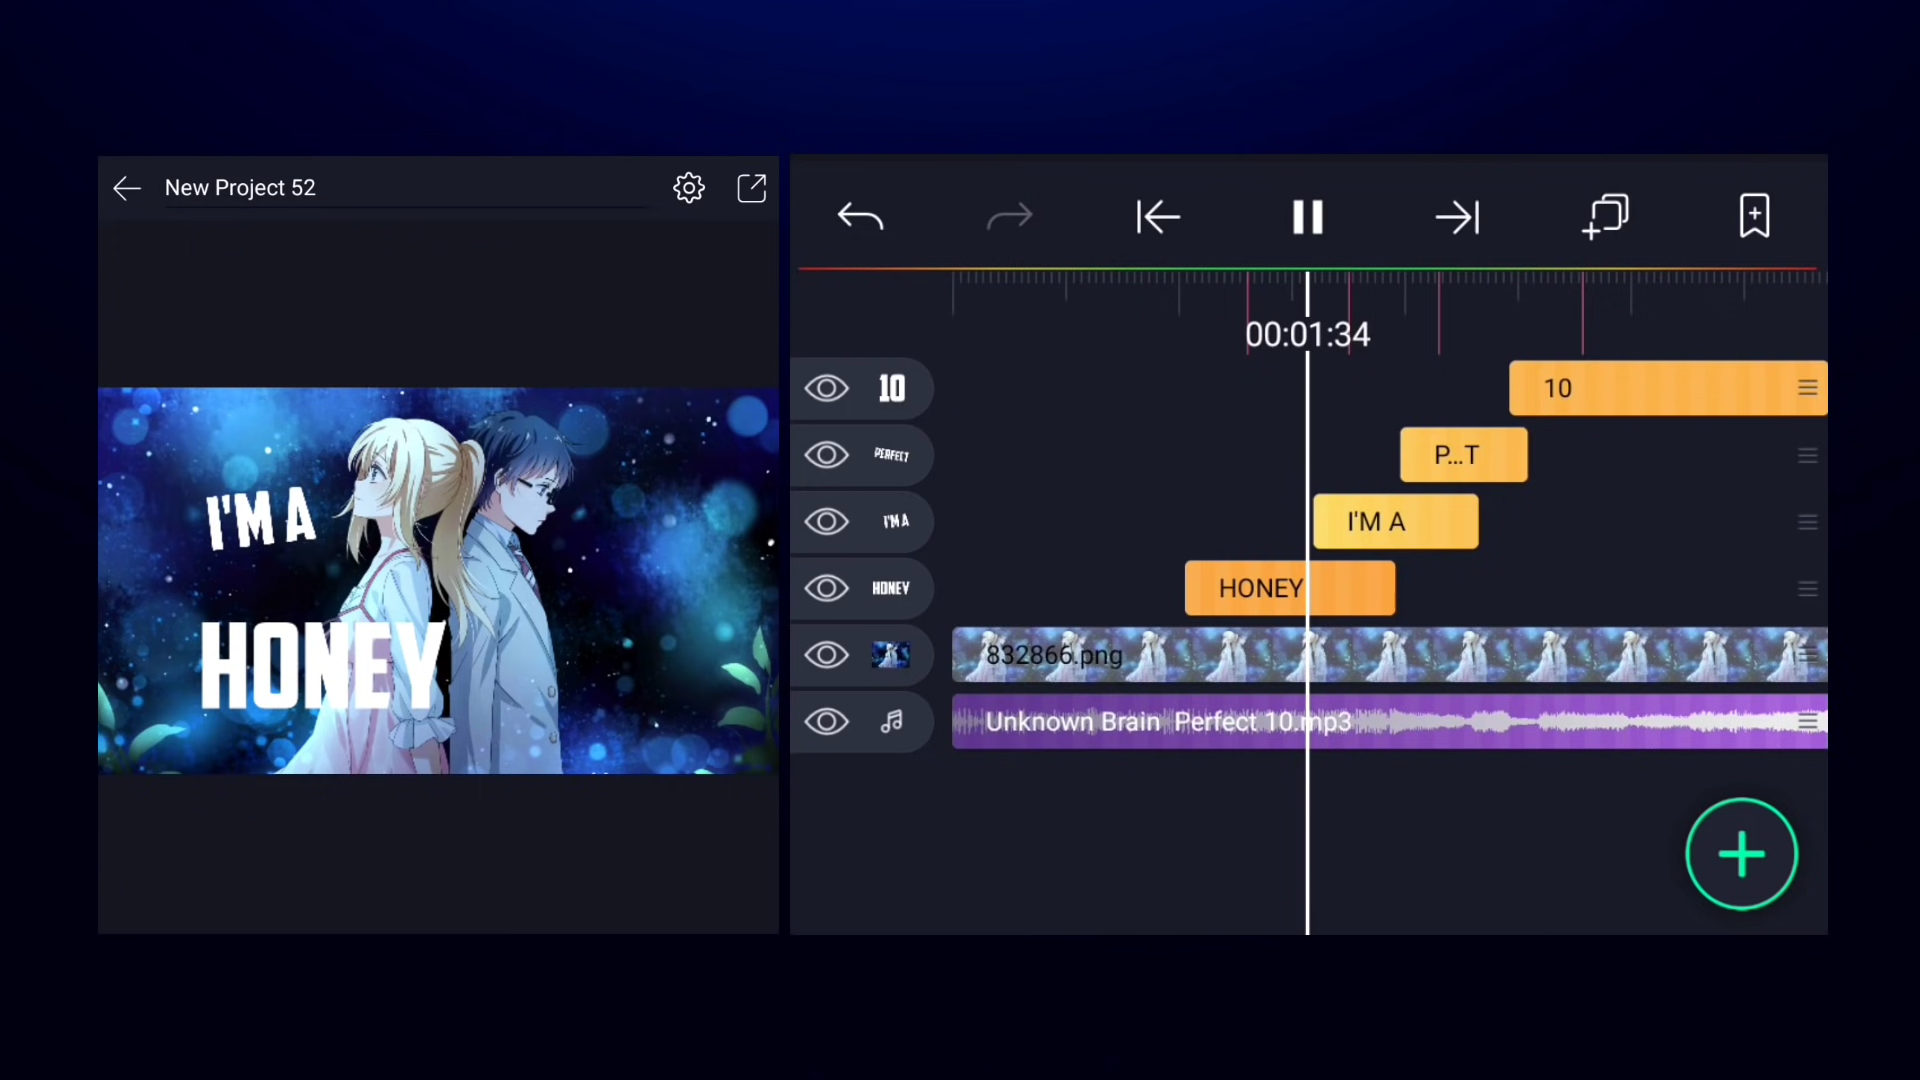 New Project 52
I'M A
HONEY
00:01:34
10
10
PERFECT
P...T
I'M A
I'M A
HONEY
HONEY
832866.png
Unknown Brain Perfect 10.mp3